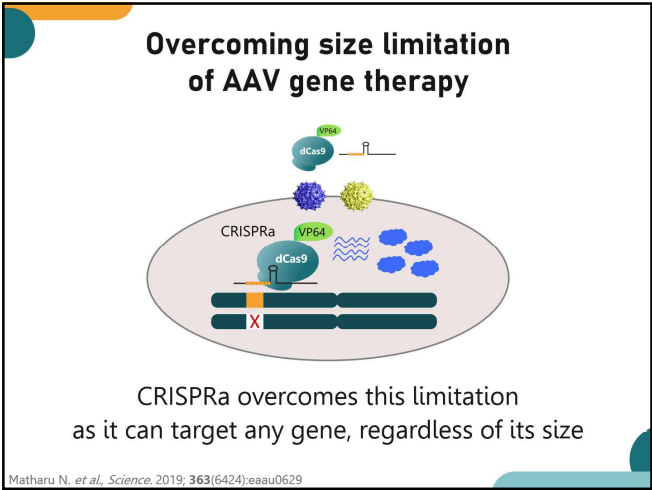 Overcoming size limitation
of AAV gene therapy
VP64
dCas9
CRISPRa
VP64
dCas9
X
CRISPRa overcomes this limitation
as it can target any gene, regardless of its size
Matharu N. et al., Science. 2019; 363(6424):eaau0629